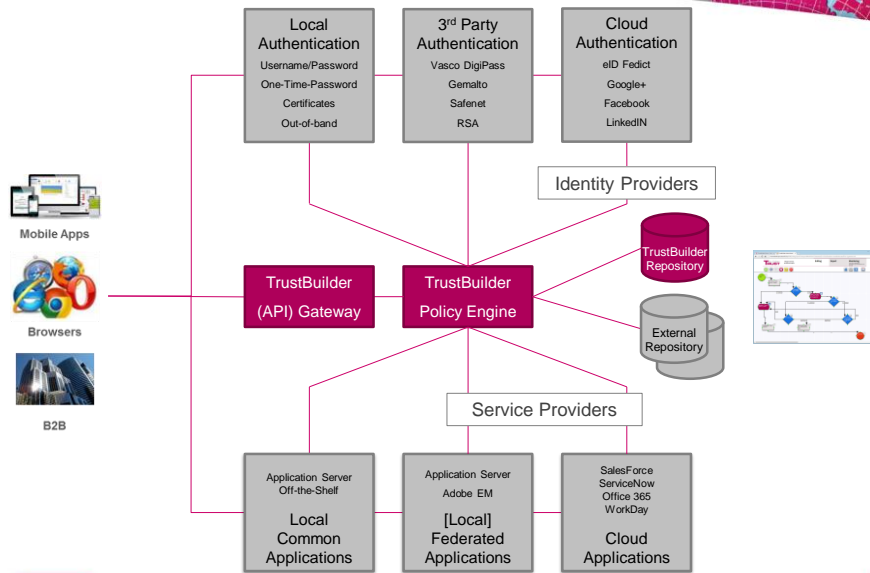 Local
Authentication
Username/Password
One-Time-Password
Certificates
Out-of-band
3rd Party
Authentication
Vasco DigiPass
Gemalto
Safenet
RSA
Cloud
Authentication
eID Fedict
Google+
Facebook
LinkedIN
Identity Providers
Mobile Apps
Browsers
B2B
TrustBuilder
(API) Gateway
TrustBuilder
Policy Engine
TrustBuilder
Repository
External
Repository
Service Providers
Application Server
Off-the-Shelf
Local
Common
Applications
Application Server
Adobe EM
[Local]
Federated
Applications
SalesForce
ServiceNow
Office 365
WorkDay
Cloud
Applications